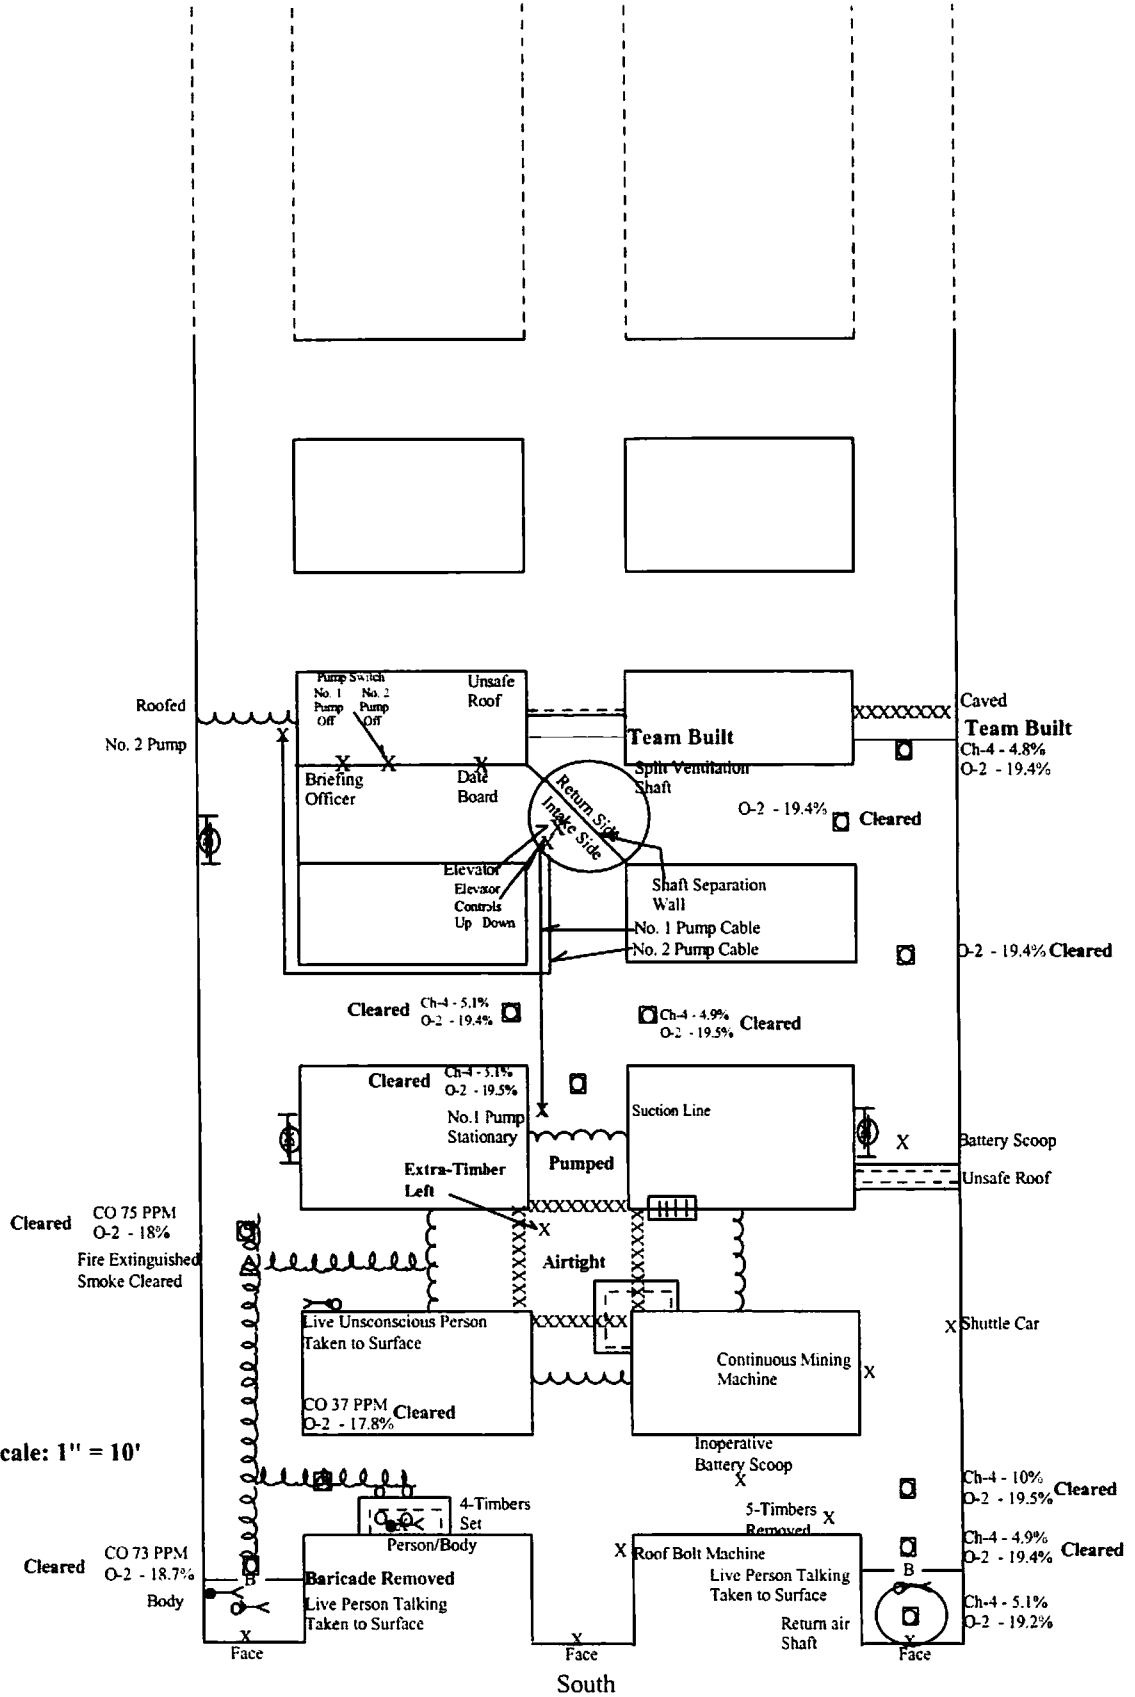 Pump Switch
No. 1 No. 2
Pump Pump
Off Off
Unsafe
Roof
Roofed
No. 2 Pump
Caved
Team Built
Team Built
Ch-4 - 4.8%
O-2 - 19.4%
X X X
Briefing
Officer
Date
Board
Split Ventilation
Shaft
Return Side
Intake Side
O-2 - 19.4% Cleared
Elevator
Elevator
Controls
Up Down
Shaft Separation
Wall
No. 1 Pump Cable
No. 2 Pump Cable
O-2 - 19.4% Cleared
Cleared Ch-4 - 5.1%
O-2 - 19.4%
Ch-4 - 4.9%
O-2 - 19.5% Cleared
Cleared Ch-4 - 5.1%
O-2 - 19.5%
No.1 Pump
Stationary
Suction Line
X Battery Scoop
Pumped
Unsafe Roof
Extra-Timber
Left
X
Airtight
Cleared CO 75 PPM
O-2 - 18%
Fire Extinguished
Smoke Cleared
Live Unsconscious Person
Taken to Surface
X Shuttle Car
Continuous Mining
Machine X
CO 37 PPM
O-2 - 17.8% Cleared
cale: 1" = 10'
Inoperative
Battery Scoop
X
Ch-4 - 10%
O-2 - 19.5% Cleared
4-Timbers
Set
Person/Body
5-Timbers X
Removed
Ch-4 - 4.9%
O-2 - 19.4% Cleared
Cleared CO 73 PPM
O-2 - 18.7%
B
Baricade Removed
Body
Live Person Talking
Taken to Surface
X Roof Bolt Machine
Live Person Talking
Taken to Surface
B
Return air
Shaft
Ch-4 - 5.1%
O-2 - 19.2%
X X X
Face Face Face
South